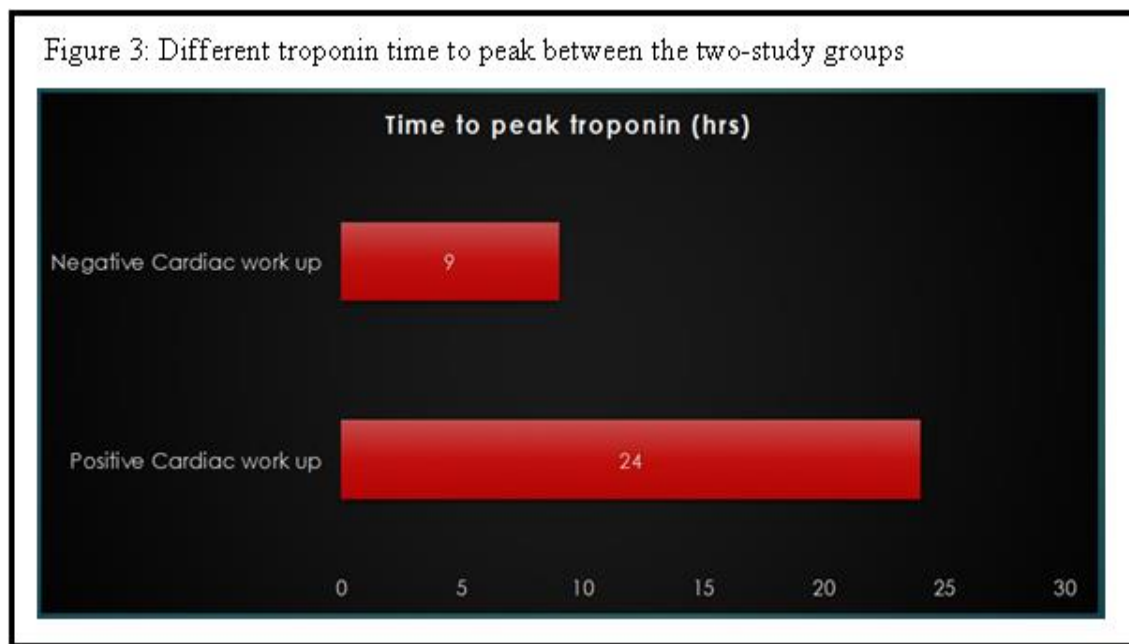 Figure 3: Different troponin time to peak between the two-study groups
Time to peak troponin (hrs)
Negative Cardiac work up
9
Positive Cardiac work up
24
0 5 10 15 20 25 30